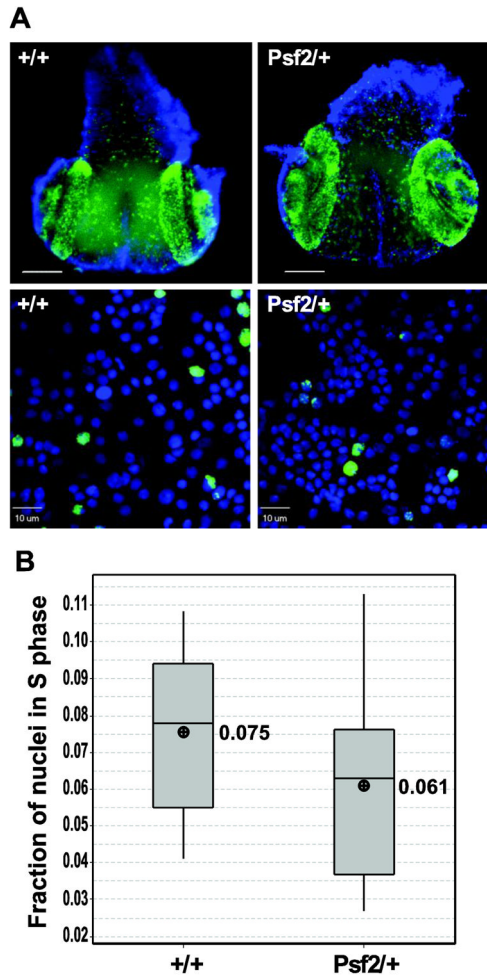 A
+/+ Psf2/+
+/+ Psf2/+
10 um 10 um
B
Fraction of nuclei in S phase
0.11
0.10
0.09
0.08
0.07
0.06
0.05
0.04
0.03
0.02
0.075
0.061
+/+ Psf2/+